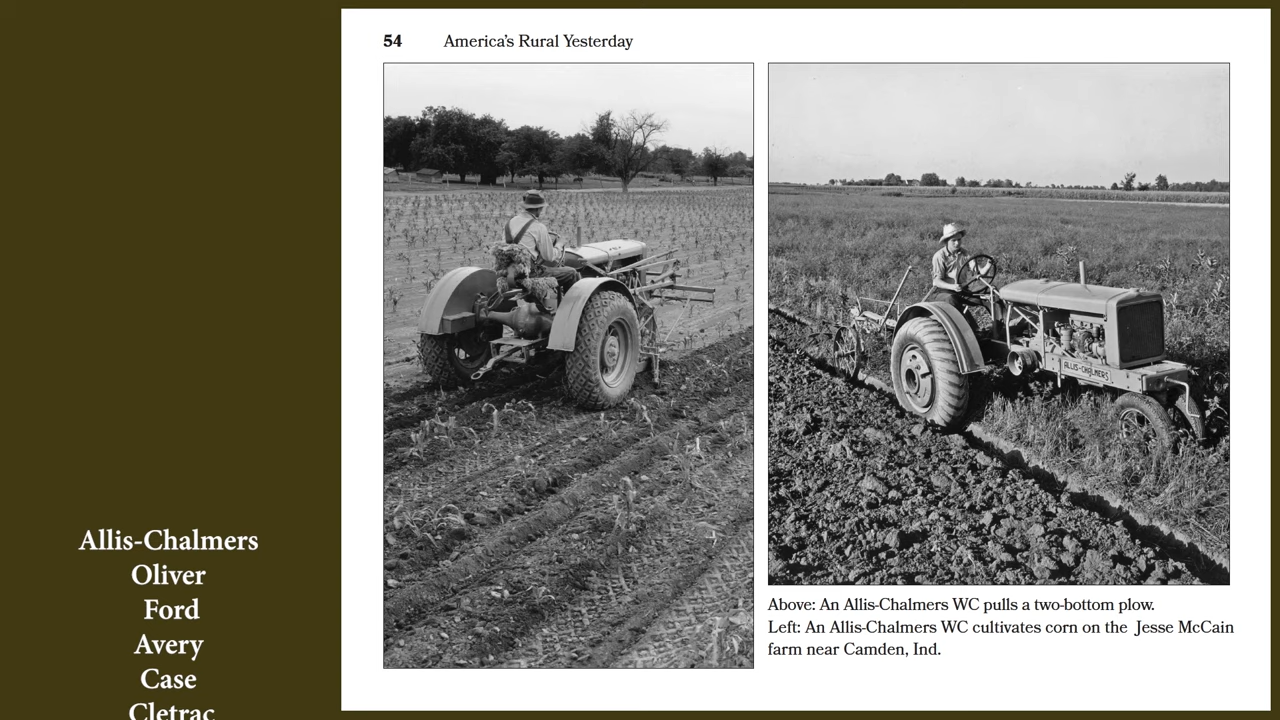 54 America's Rural Yesterday
ALLIS-CHALMERS
Above: An Allis-Chalmers WC pulls a two-bottom plow.
Left: An Allis-Chalmers WC cultivates corn on the Jesse McCain
farm near Camden, Ind.
Allis-Chalmers
Oliver
Ford
Avery
Case
Cletrac